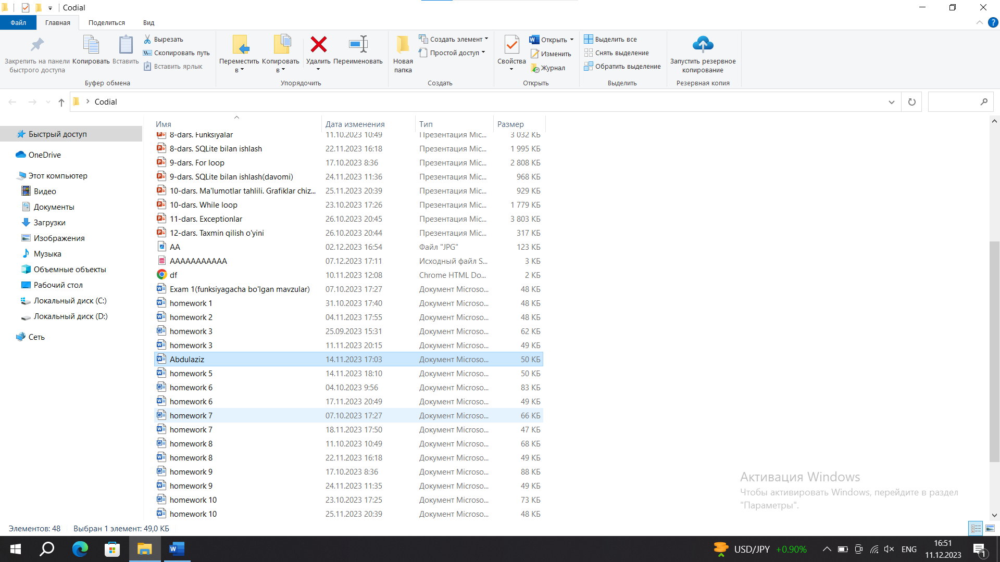 Codial
Файл
Главная
Поделиться
Вид
Закрепить на панели
быстрого доступа
Копировать
Вставить
Вырезать
Скопировать путь
Вставить ярлык
Переместить
в
Копировать
в
Удалить
Переименовать
Новая
папка
Создать элемент
Простой доступ
Свойства
Открыть
Изменить
Журнал
Выделить все
Снять выделение
Обратить выделение
Запустить резервное
копирование
Буфер обмена
Упорядочить
Создать
Открыть
Выделить
Резервная копия
Codial
Быстрый доступ
OneDrive
Этот компьютер
Видео
Документы
Загрузки
Изображения
Музыка
Объемные объекты
Рабочий стол
Локальный диск (C:)
Локальный диск (D:)
Сеть
Имя Дата изменения Тип Размер
8-dars. Funksiyalar 11.10.2023 10:49 Презентация Mic... 3 032 КБ
8-dars. SQLite bilan ishlash 22.11.2023 16:18 Презентация Mic... 1 995 КБ
9-dars. For loop 17.10.2023 8:36 Презентация Mic... 2 808 КБ
9-dars. SQLite bilan ishlash(davomi) 24.11.2023 11:36 Презентация Mic... 968 КБ
10-dars. Ma'lumotlar tahlili. Grafiklar chiz... 25.11.2023 20:39 Презентация Mic... 929 КБ
10-dars. While loop 23.10.2023 17:26 Презентация Mic... 1 779 КБ
11-dars. Exceptionlar 26.10.2023 20:45 Презентация Mic... 3 803 КБ
12-dars. Taxmin qilish o'yini 26.10.2023 20:44 Презентация Mic... 317 КБ
AA 02.12.2023 16:54 Файл "JPG" 123 КБ
AAAAAAAAAAA 07.12.2023 17:11 Исходный файл S... 3 КБ
df 10.11.2023 12:08 Chrome HTML Do... 2 КБ
Exam 1(funksiyagacha bo'lgan mavzular) 07.10.2023 17:27 Документ Microso... 48 КБ
homework 1 31.10.2023 17:40 Документ Microso... 48 КБ
homework 2 04.11.2023 17:55 Документ Microso... 48 КБ
homework 3 25.09.2023 15:31 Документ Microso... 62 КБ
homework 3 11.11.2023 20:15 Документ Microso... 49 КБ
Abdulaziz 14.11.2023 17:03 Документ Microso... 50 КБ
homework 5 14.11.2023 18:10 Документ Microso... 50 КБ
homework 6 04.10.2023 9:56 Документ Microso... 83 КБ
homework 6 17.11.2023 20:49 Документ Microso... 49 КБ
homework 7 07.10.2023 17:27 Документ Microso... 66 КБ
homework 7 18.11.2023 17:50 Документ Microso... 47 КБ
homework 8 11.10.2023 10:49 Документ Microso... 68 КБ
homework 8 22.11.2023 16:18 Документ Microso... 49 КБ
homework 9 17.10.2023 8:36 Документ Microso... 88 КБ
homework 9 24.11.2023 11:35 Документ Microso... 49 КБ
homework 10 23.10.2023 17:25 Документ Microso... 73 КБ
homework 10 25.11.2023 20:39 Документ Microso... 48 КБ
Активация Windows
Чтобы активировать Windows, перейдите в раздел
"Параметры".
Элементов: 48 Выбран 1 элемент: 49,0 КБ
USD/JPY +0.90%
ENG
16:51
11.12.2023
1